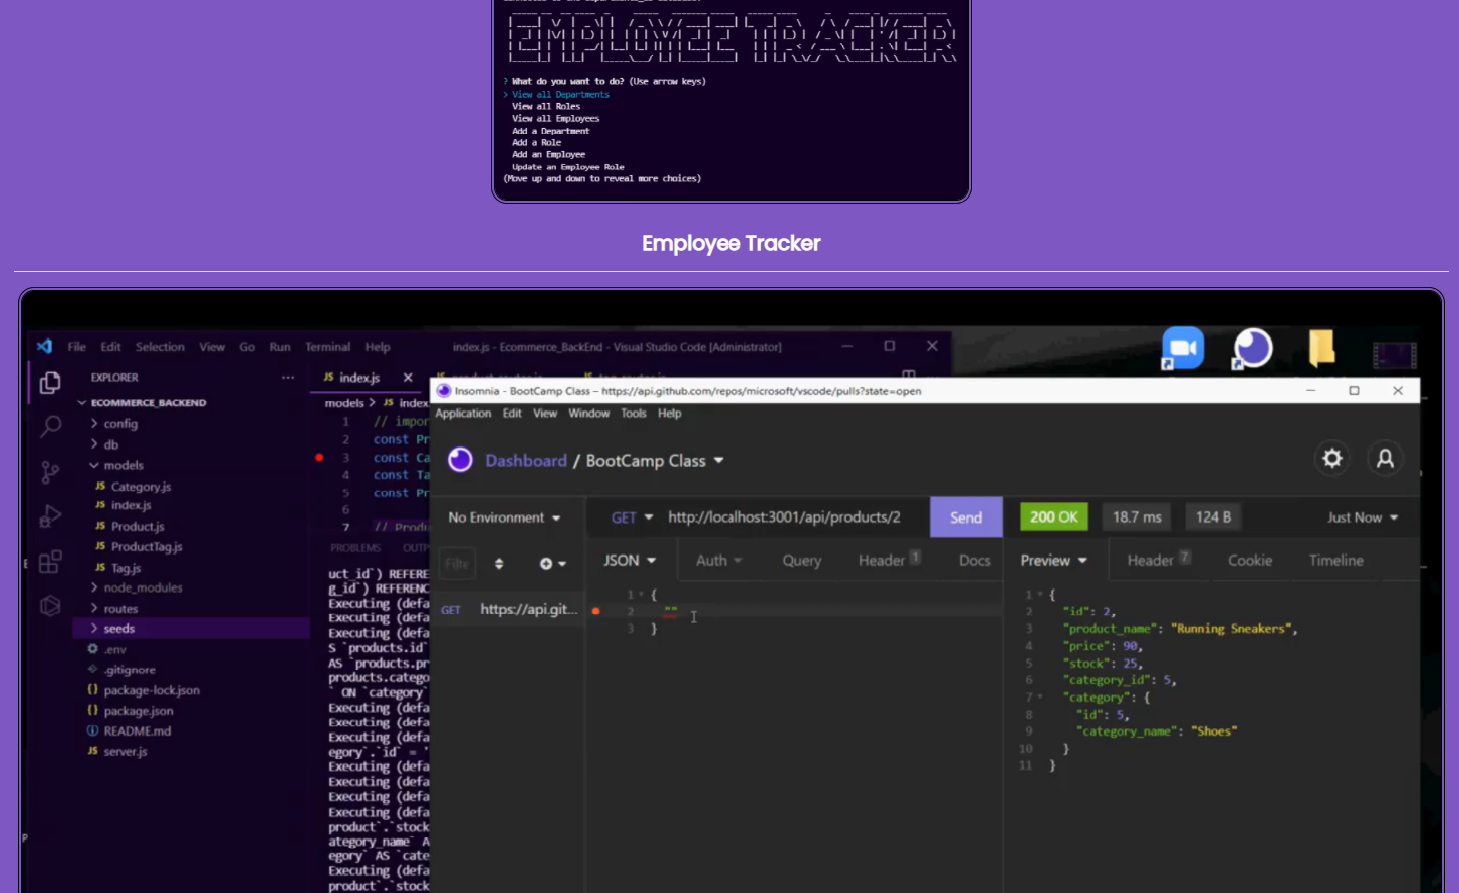 EMPLOYEE TRACKER
? What do you want to do? (Use arrow keys)
> View all Departments
View all Roles
View all Employees
Add a Department
Add a Role
Add an Employee
Update an Employee Role
(Move up and down to reveal more choices)
Employee Tracker
File Edit Selection View Go Run Terminal Help
index.js - Ecommerce_BackEnd - Visual Studio Code [Administrator]
EXPLORER ...
ECOMMERCE_BACKEND
config
db
models
JS Category.js
JS index.js
JS Product.js
JS ProductTag.js
JS Tag.js
node_modules
routes
seeds
.env
.gitignore
{} package-lock.json
{} package.json
README.md
JS server.js
JS index.js
models > JS index
1 // impor
2 const Pr
3 const Ca
4 const Ta
5 const Pr
6
7 // Produ
PROBLEMS OUTP
uct_id`) REFERE
g_id`) REFERENC
Executing (defa
Executing (defa
Executing (defa
S `products.id`
AS `products.pr
products.catego
` ON `category`
Executing (defa
Executing (defa
Executing (defa
egory`.`id` = '
Executing (defa
Executing (defa
Executing (defa
Executing (defa
product`.`stock
ategory_name` A
egory` AS `cate
Executing (defa
product`.`stock
Insomnia - BootCamp Class – https://api.github.com/repos/microsoft/vscode/pulls?state=open
Application Edit View Window Tools Help
Dashboard / BootCamp Class
No Environment
Filte
GET https://api.git...
GET http://localhost:3001/api/products/2 Send
JSON Auth Query Header 1 Docs
1 {
2 ""
3 }
200 OK 18.7 ms 124 B Just Now
Preview Header 7 Cookie Timeline
1 {
2 "id": 2,
3 "product_name": "Running Sneakers",
4 "price": 90,
5 "stock": 25,
6 "category_id": 5,
7 "category": {
8 "id": 5,
9 "category_name": "Shoes"
10 }
11 }